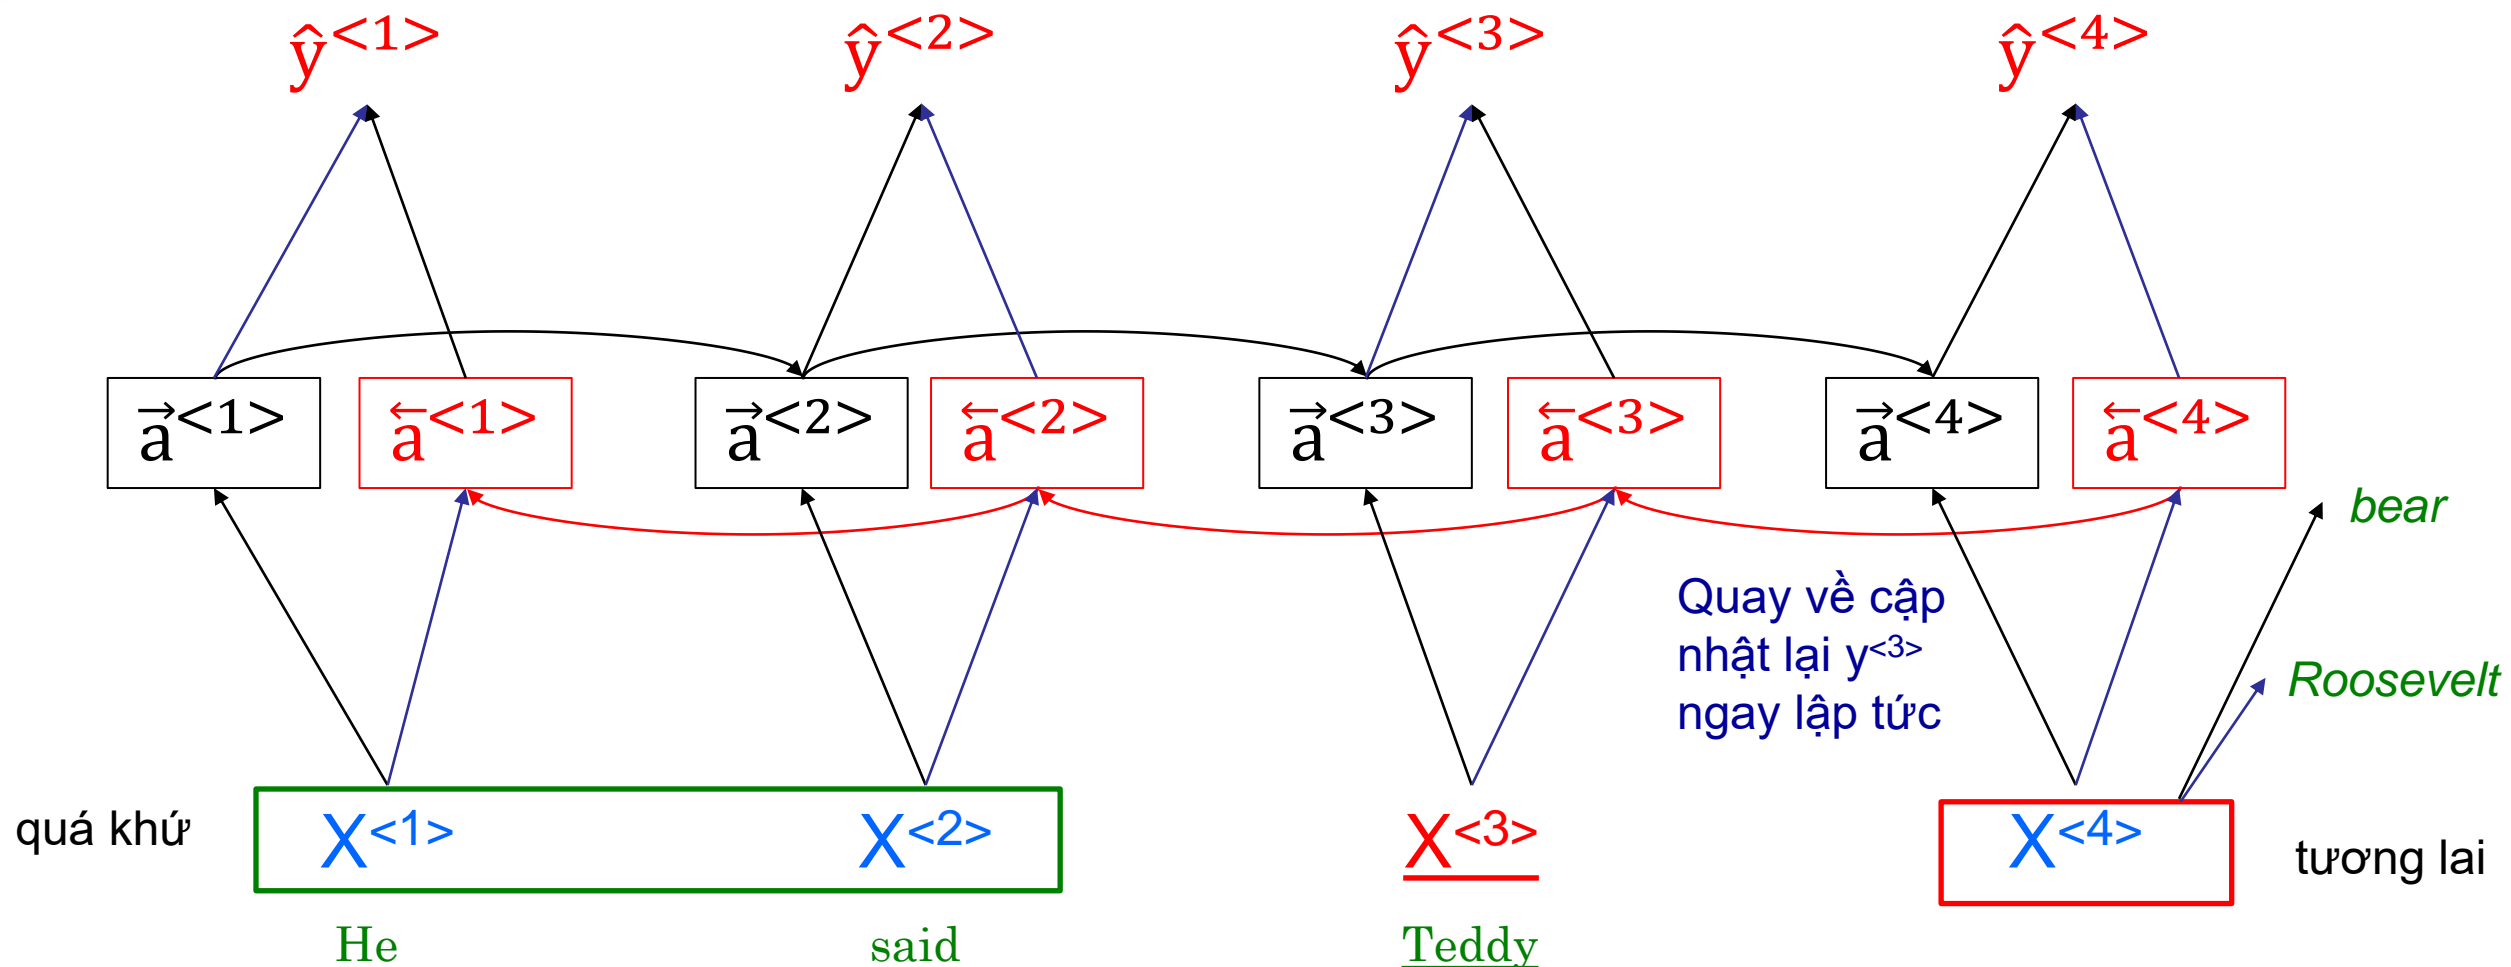 ŷ<1> ŷ<2> ŷ<3> ŷ<4>
a→<1> a←<1> a→<2> a←<2> a→<3> a←<3> a→<4> a←<4>
bear
Quay về cập
nhật lại y<3>
ngay lập tức
Roosevelt
quá khứ X<1> X<2> X<3> X<4> tương lai
He said Teddy